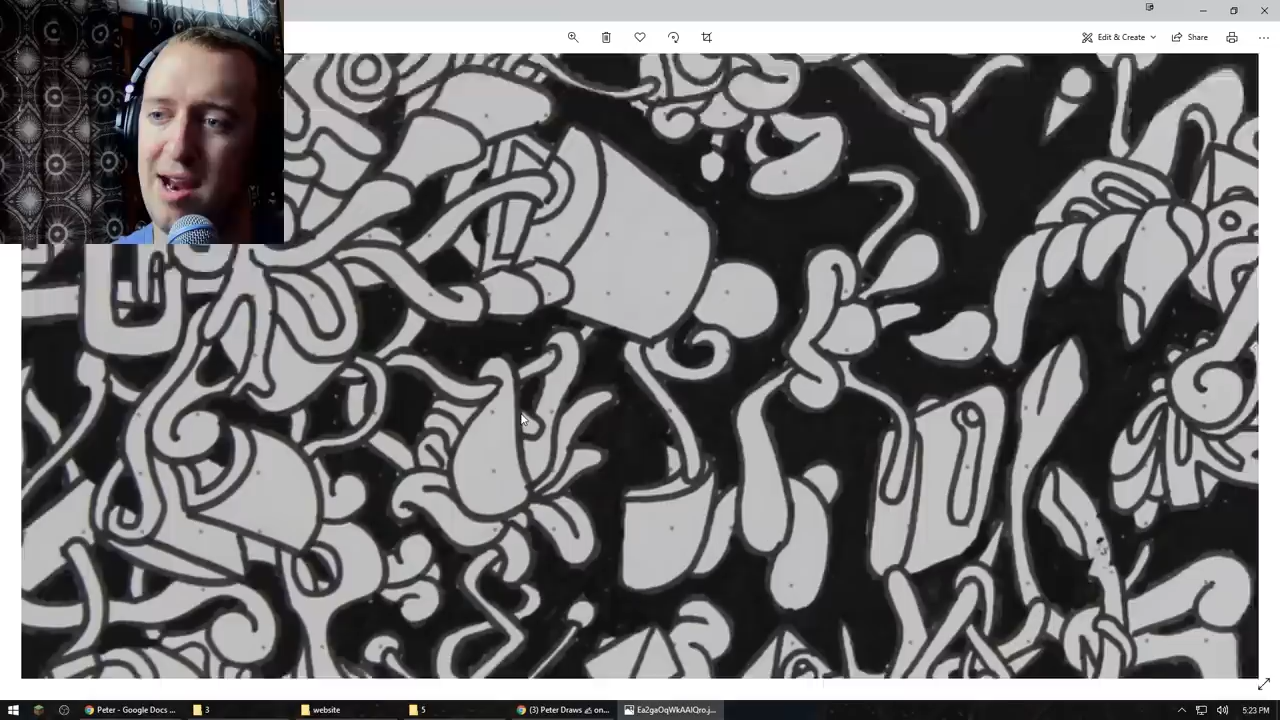 Edit & Create
Share
Peter - Google Docs ...
3
website
5
(3) Peter Draws ✍ on...
Ea2gaOqWkAAIQro.j...
5:23 PM